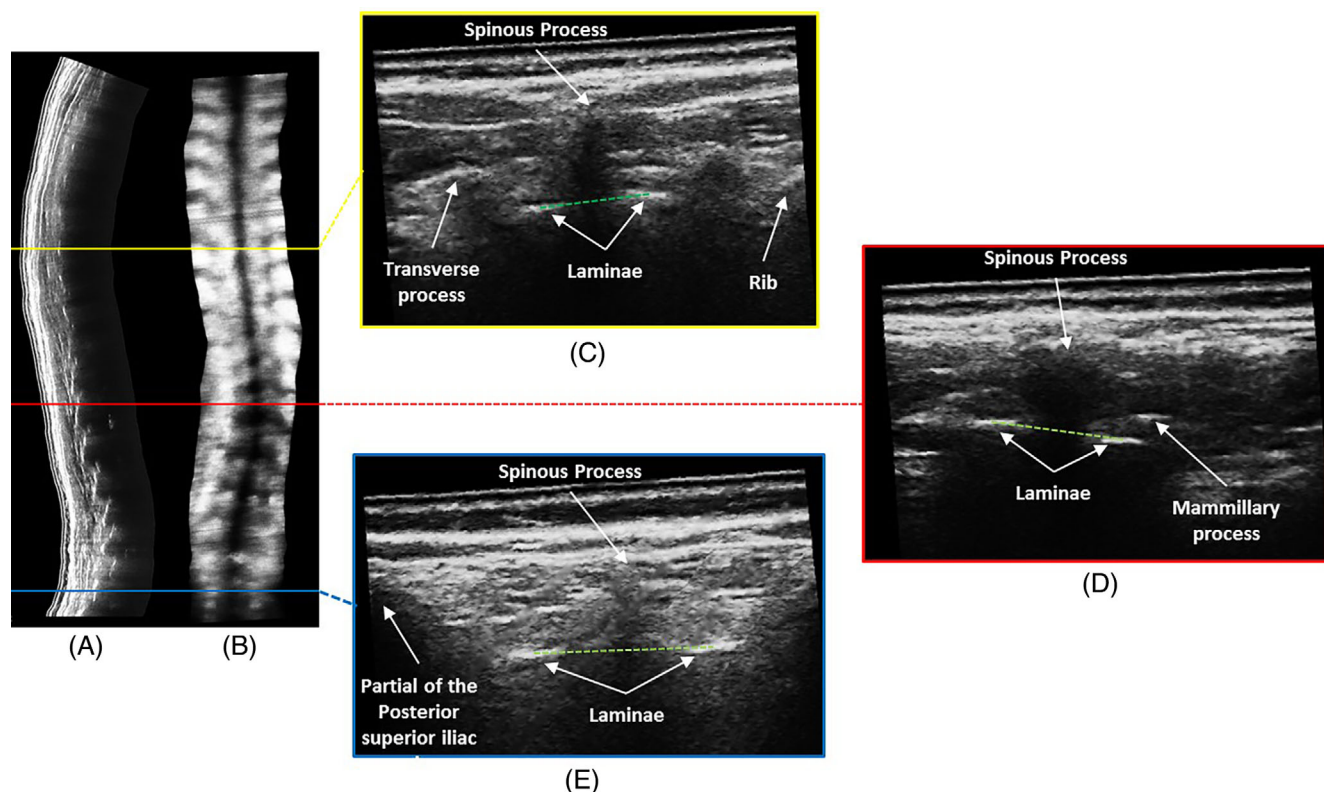 Spinous Process
Transverse
process
Laminae
Rib
(C)
Spinous Process
Laminae
Mammillary
process
(D)
Spinous Process
Partial of the
Posterior
superior iliac
Laminae
(E)
(A)
(B)